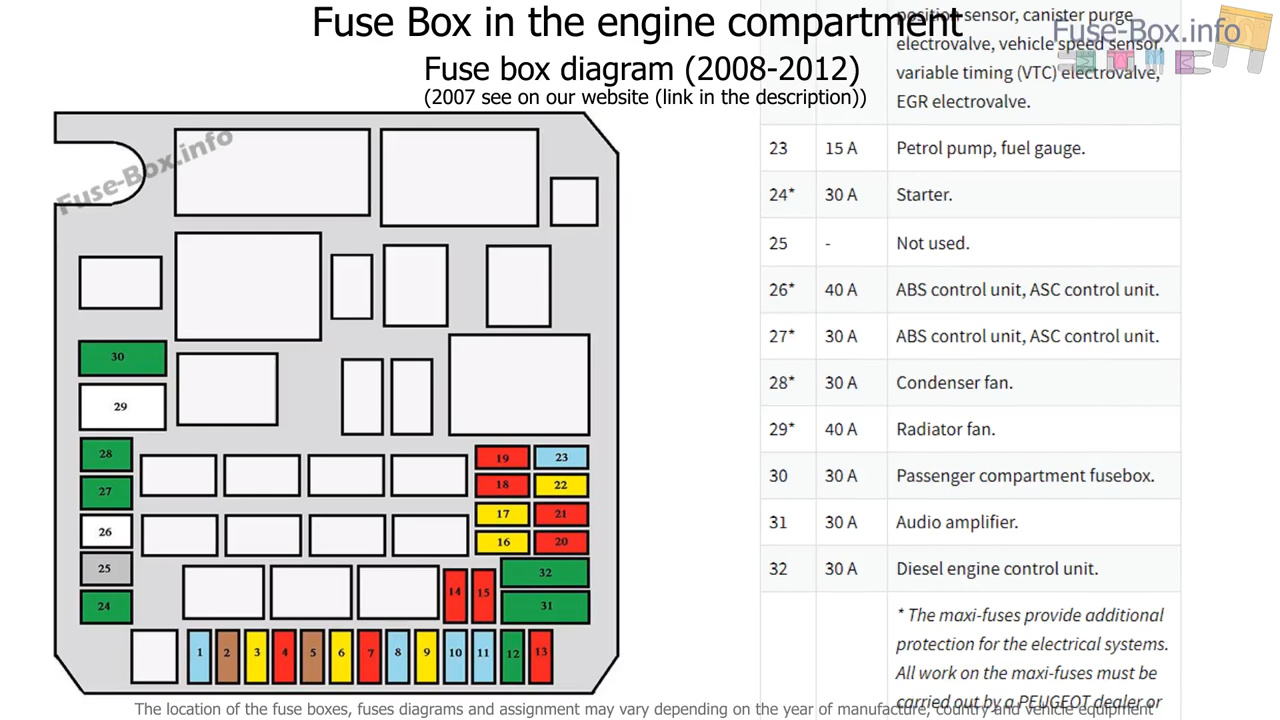 Fuse Box in the engine compartment
Fuse box diagram (2008-2012)
(2007 see on our website (link in the description))
Fuse-Box.info
Fuse-Box.info
30
29
28
27
26
25
24
19 23
18 22
17 21
16 20
32
14 15
31
1 2 3 4 5 6 7 8 9 10 11 12 13
position sensor, canister purge
electrovalve, vehicle speed sensor,
variable timing (VTC) electrovalve,
EGR electrovalve.
23 15 A Petrol pump, fuel gauge.
24* 30 A Starter.
25 - Not used.
26* 40 A ABS control unit, ASC control unit.
27* 30 A ABS control unit, ASC control unit.
28* 30 A Condenser fan.
29* 40 A Radiator fan.
30 30 A Passenger compartment fusebox.
31 30 A Audio amplifier.
32 30 A Diesel engine control unit.
* The maxi-fuses provide additional
protection for the electrical systems.
All work on the maxi-fuses must be
carried out by a PEUGEOT dealer or
The location of the fuse boxes, fuses diagrams and assignment may vary depending on the year of manufacture, country and vehicle equipment